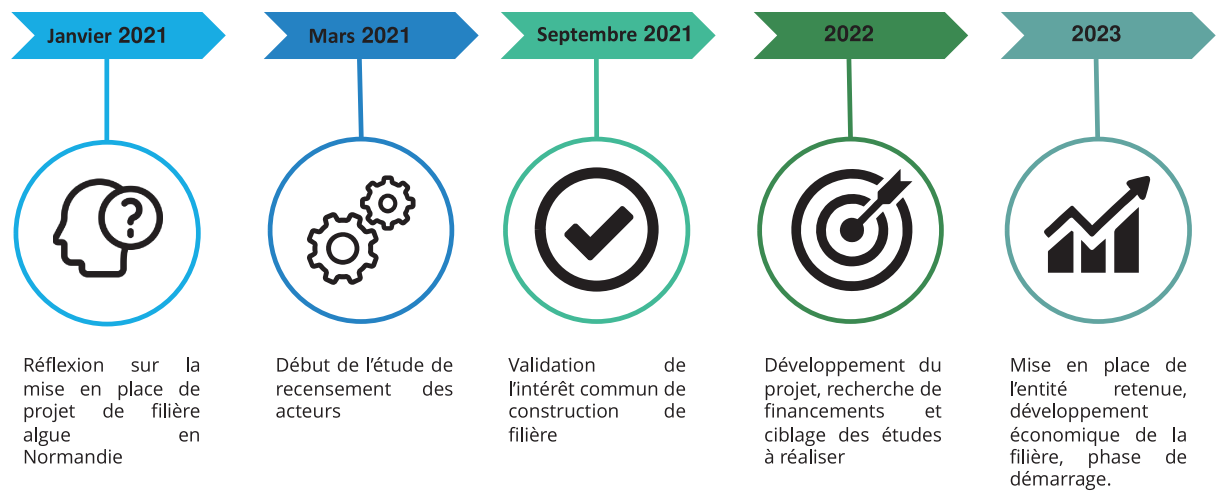 Janvier 2021
Mars 2021
Septembre 2021
2022
2023
?
Réflexion sur la
mise en place de
projet de filière
algue en
Normandie
Début de l'étude de
recensement des
acteurs
Validation de
l'intérêt commun de
construction de
filière
Développement du
projet, recherche de
financements et
ciblage des études
à réaliser
Mise en place de
l'entité retenue,
développement
économique de la
filière, phase de
démarrage.